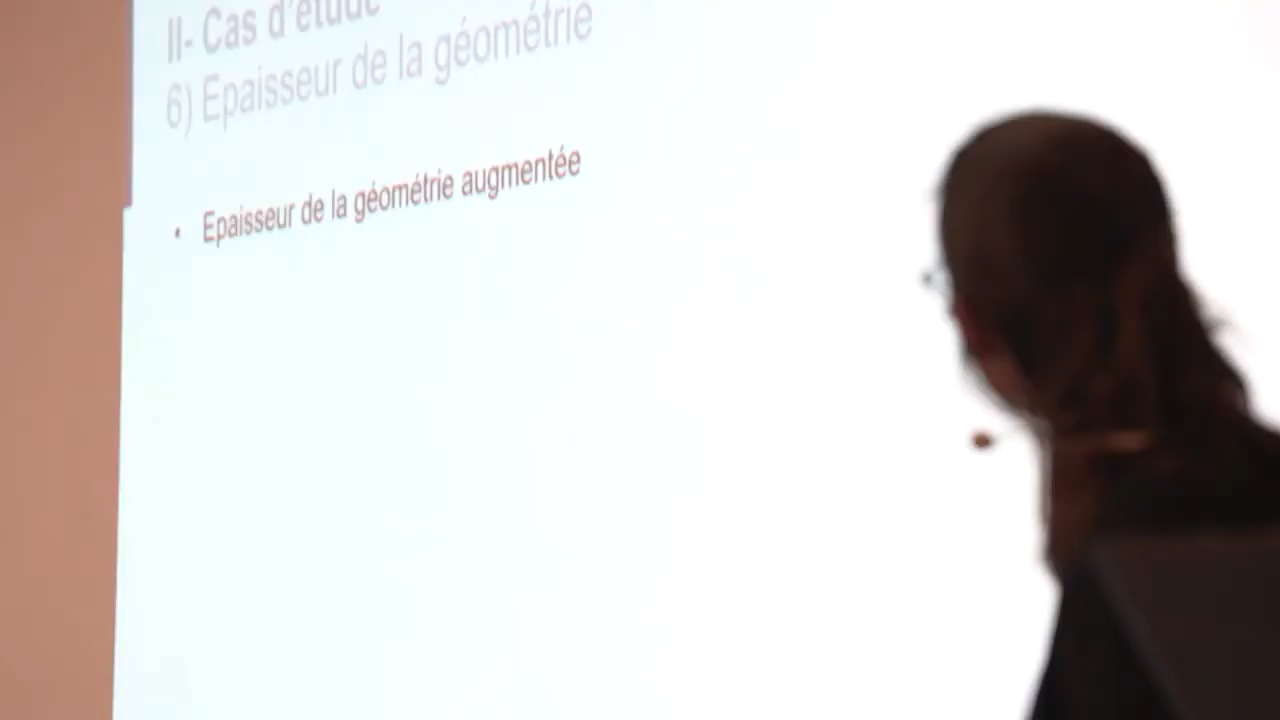 II- Cas d'étude
6) Epaisseur de la géométrie
• Epaisseur de la géométrie augmentée